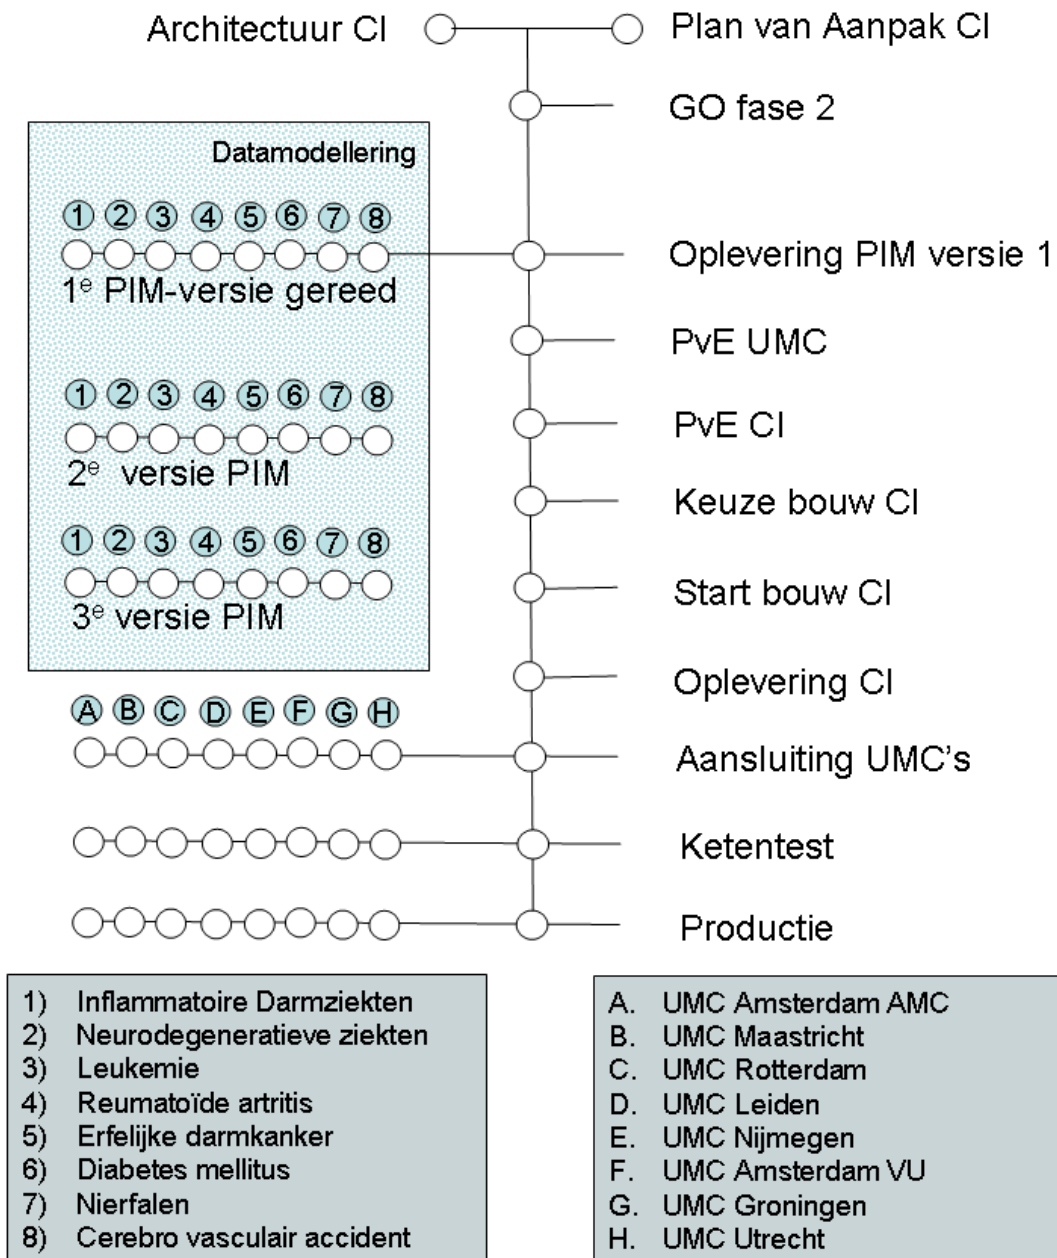 Architectuur CI
Plan van Aanpak CI
GO fase 2
Datamodellering
1 2 3 4 5 6 7 8
1e PIM-versie gereed
Oplevering PIM versie 1
PvE UMC
1 2 3 4 5 6 7 8
2e versie PIM
PvE CI
Keuze bouw CI
1 2 3 4 5 6 7 8
3e versie PIM
Start bouw CI
Oplevering CI
A B C D E F G H
Aansluiting UMC's
Ketentest
Productie
1) Inflammatoire Darmziekten
2) Neurodegeneratieve ziekten
3) Leukemie
4) Reumatoïde artritis
5) Erfelijke darmkanker
6) Diabetes mellitus
7) Nierfalen
8) Cerebro vasculair accident
A. UMC Amsterdam AMC
B. UMC Maastricht
C. UMC Rotterdam
D. UMC Leiden
E. UMC Nijmegen
F. UMC Amsterdam VU
G. UMC Groningen
H. UMC Utrecht